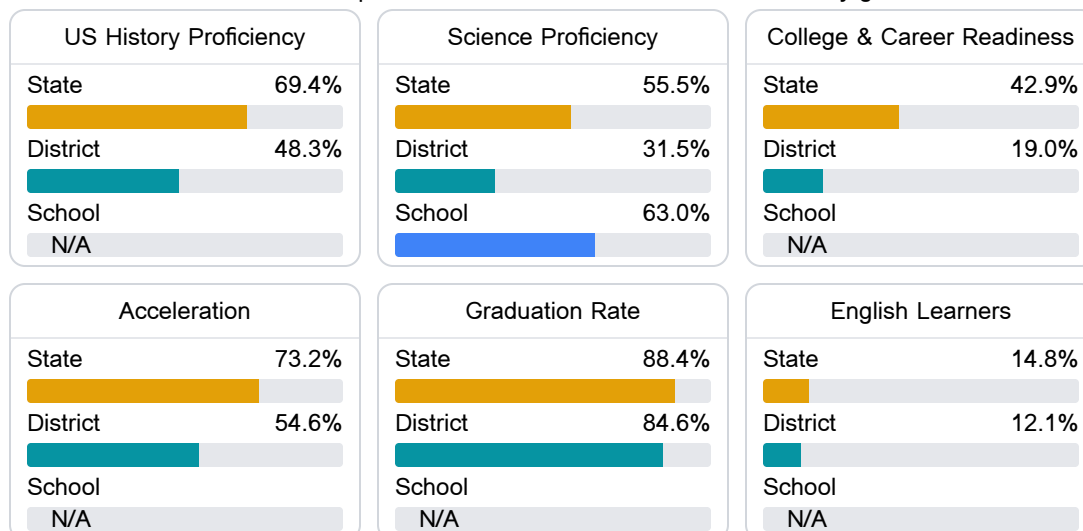 US History Proficiency
State 69.4%
District 48.3%
School
N/A
Science Proficiency
State 55.5%
District 31.5%
School 63.0%
College & Career Readiness
State 42.9%
District 19.0%
School
N/A
Acceleration
State 73.2%
District 54.6%
School
N/A
Graduation Rate
State 88.4%
District 84.6%
School
N/A
English Learners
State 14.8%
District 12.1%
School
N/A